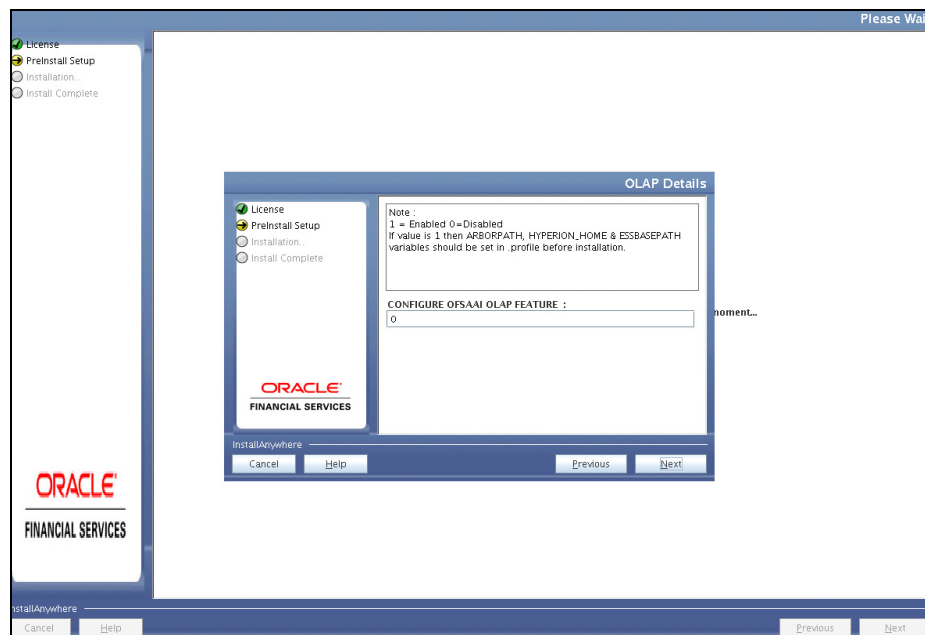 Please Wai
License
PreInstall Setup
Installation..
Install Complete
OLAP Details
License
PreInstall Setup
Installation..
Install Complete
Note :
1 = Enabled 0=Disabled
If value is 1 then ARBORPATH, HYPERION_HOME & ESSBASEPATH
variables should be set in .profile before installation.
CONFIGURE OFSAAI OLAP FEATURE :
0
noment...
ORACLE'
FINANCIAL SERVICES
InstallAnywhere
Cancel
Help
Previous
Next
ORACLE'
FINANCIAL SERVICES
nstallAnywhere
Cancel
Help
Previous
Next